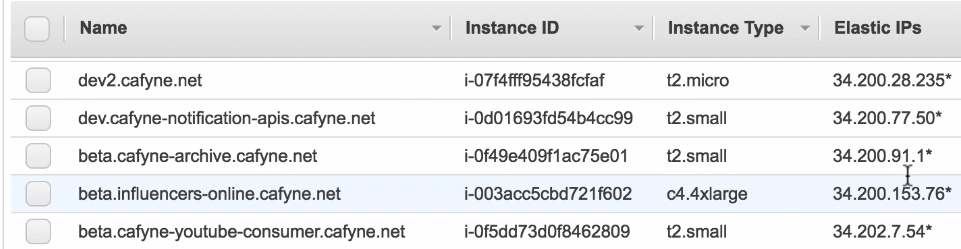 Name Instance ID Instance Type Elastic IPs
dev2.cafyne.net i-07f4fff95438fcfaf t2.micro 34.200.28.235*
dev.cafyne-notification-apis.cafyne.net i-0d01693fd54b4cc99 t2.small 34.200.77.50*
beta.cafyne-archive.cafyne.net i-0f49e409f1ac75e01 t2.small 34.200.91.1*
beta.influencers-online.cafyne.net i-003acc5cbd721f602 c4.4xlarge 34.200.153.76*
beta.cafyne-youtube-consumer.cafyne.net i-0f5dd73d0f8462809 t2.small 34.202.7.54*